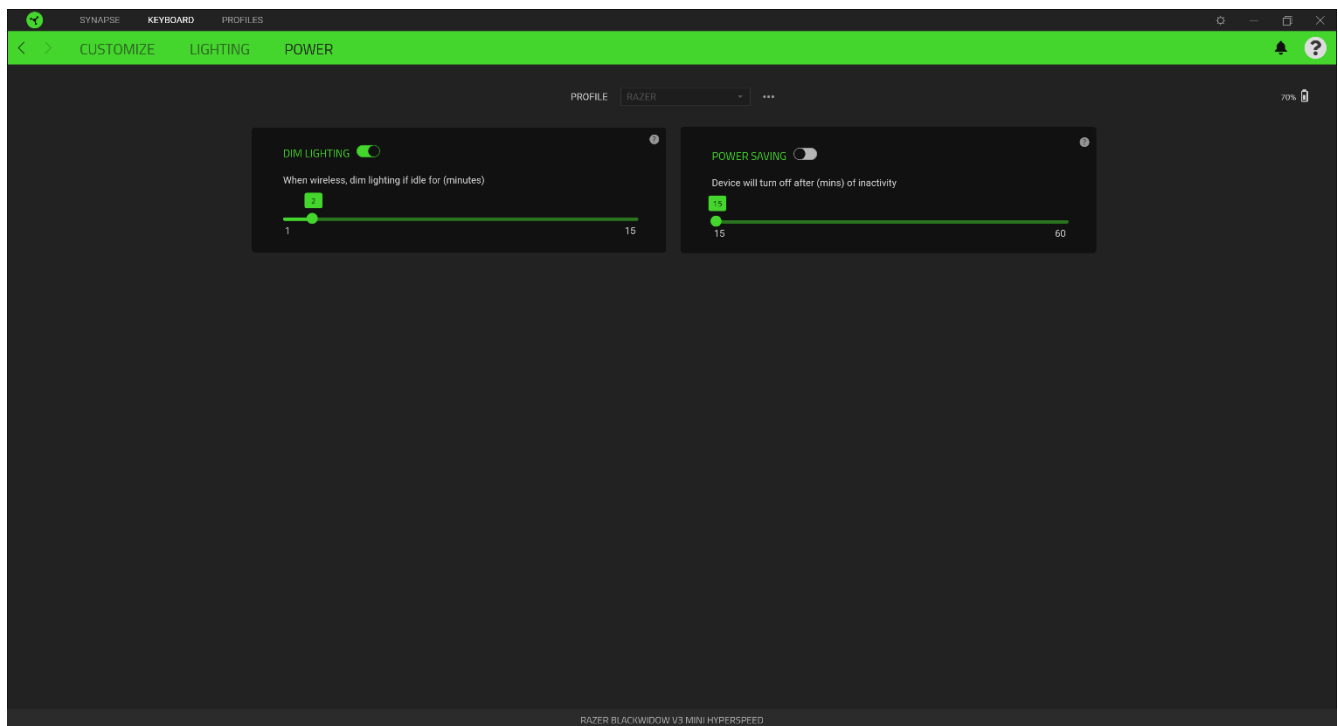 SYNAPSE KEYBOARD PROFILES
CUSTOMIZE LIGHTING POWER
PROFILE RAZER
70%
DIM LIGHTING
When wireless, dim lighting if idle for (minutes)
2
1 15
POWER SAVING
Device will turn off after (mins) of inactivity
15
15 60
RAZER BLACKWIDOW V3 MINI HYPERSPEED